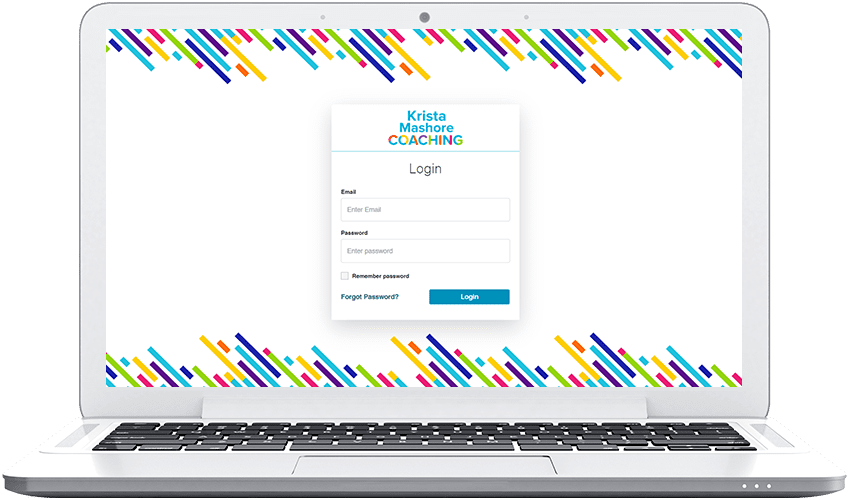 Krista
Mashore
COACHING
Login
Email
Enter Email
Password
Enter password
Remember password
Forgot Password?
Login